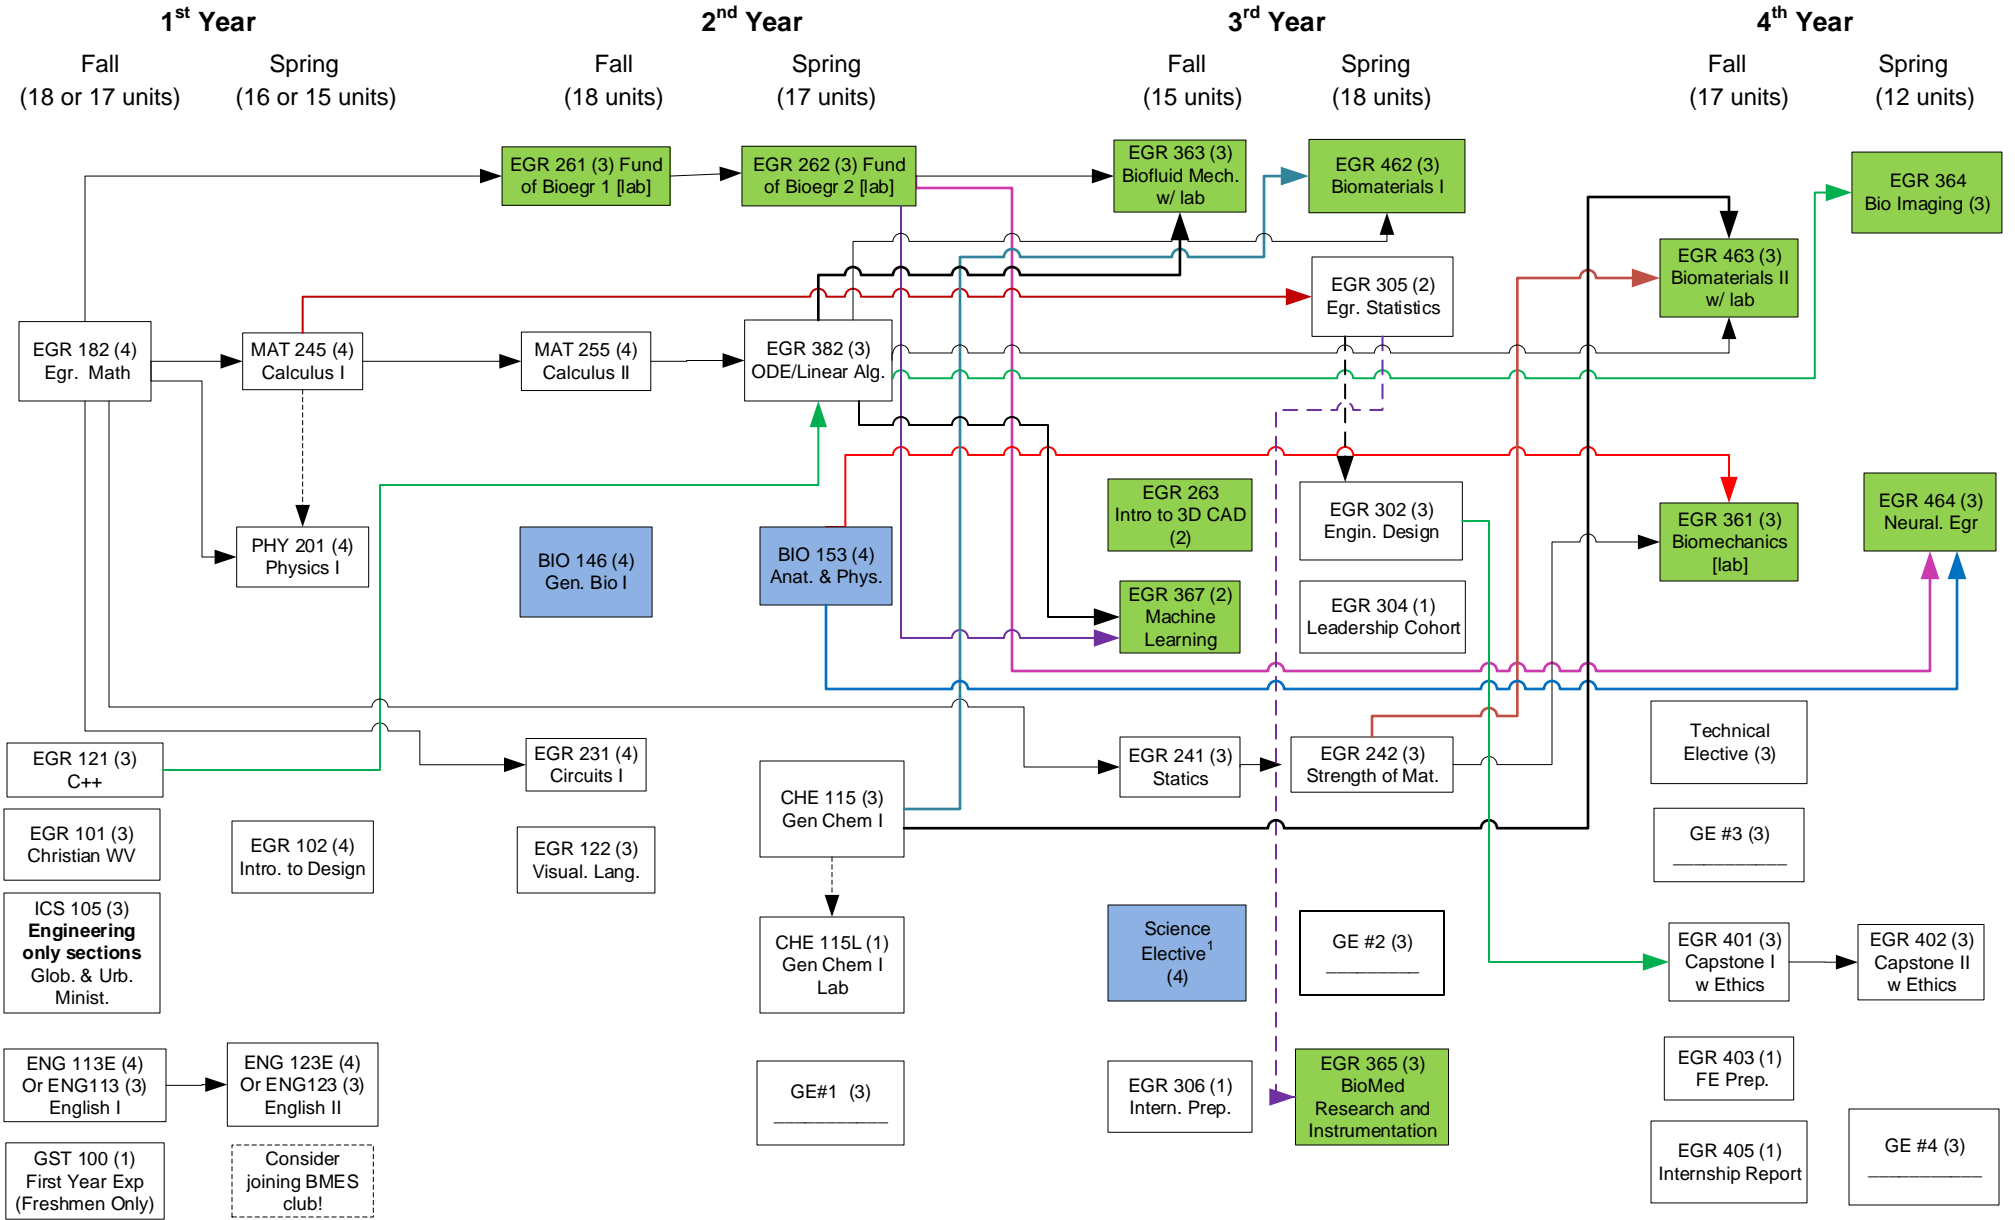 1st Year
2nd Year
3rd Year
4th Year
Fall
(18 or 17 units)
Spring
(16 or 15 units)
Fall
(18 units)
Spring
(17 units)
Fall
(15 units)
Spring
(18 units)
Fall
(17 units)
Spring
(12 units)
EGR 261 (3) Fund
of Bioegr 1 [lab]
EGR 262 (3) Fund
of Bioegr 2 [lab]
EGR 363 (3)
Biofluid Mech.
w/ lab
EGR 462 (3)
Biomaterials I
EGR 364
Bio Imaging (3)
EGR 463 (3)
Biomaterials II
w/ lab
EGR 305 (2)
Egr. Statistics
EGR 182 (4)
Egr. Math
MAT 245 (4)
Calculus I
MAT 255 (4)
Calculus II
EGR 382 (3)
ODE/Linear Alg.
PHY 201 (4)
Physics I
BIO 146 (4)
Gen. Bio I
BIO 153 (4)
Anat. & Phys.
EGR 263
Intro to 3D CAD
(2)
EGR 302 (3)
Engin. Design
EGR 361 (3)
Biomechanics
[lab]
EGR 464 (3)
Neural. Egr
EGR 367 (2)
Machine
Learning
EGR 304 (1)
Leadership Cohort
EGR 121 (3)
C++
EGR 231 (4)
Circuits I
EGR 241 (3)
Statics
EGR 242 (3)
Strength of Mat.
Technical
Elective (3)
CHE 115 (3)
Gen Chem I
EGR 101 (3)
Christian WV
EGR 102 (4)
Intro. to Design
EGR 122 (3)
Visual. Lang.
GE #3 (3)
___________
ICS 105 (3)
Engineering
only sections
Glob. & Urb.
Minist.
CHE 115L (1)
Gen Chem I
Lab
Science
Elective1
(4)
GE #2 (3)
_________
EGR 401 (3)
Capstone I
w Ethics
EGR 402 (3)
Capstone II
w Ethics
ENG 113E (4)
Or ENG113 (3)
English I
ENG 123E (4)
Or ENG123 (3)
English II
GE#1 (3)
___________
EGR 306 (1)
Intern. Prep.
EGR 365 (3)
BioMed
Research and
Instrumentation
EGR 403 (1)
FE Prep.
GST 100 (1)
First Year Exp
(Freshmen Only)
Consider
joining BMES
club!
EGR 405 (1)
Internship Report
GE #4 (3)
____________